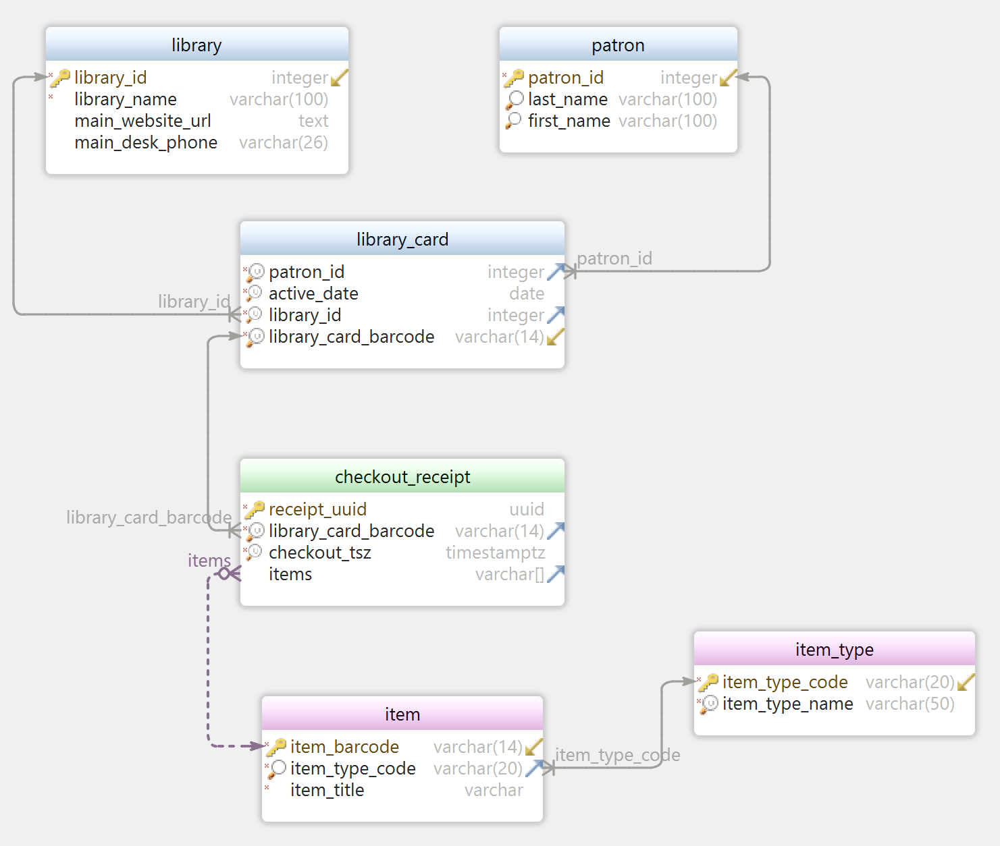 library
library_id integer
library_name varchar(100)
main_website_url text
main_desk_phone varchar(26)
patron
patron_id integer
last_name varchar(100)
first_name varchar(100)
library_card
patron_id integer
active_date date
library_id integer
library_card_barcode varchar(14)
patron_id
library_id
checkout_receipt
receipt_uuid uuid
library_card_barcode varchar(14)
checkout_tsz timestamptz
items varchar[]
library_card_barcode
items
item_type
item_type_code varchar(20)
item_type_name varchar(50)
item
item_barcode varchar(14)
item_type_code varchar(20)
item_title varchar
item_type_code